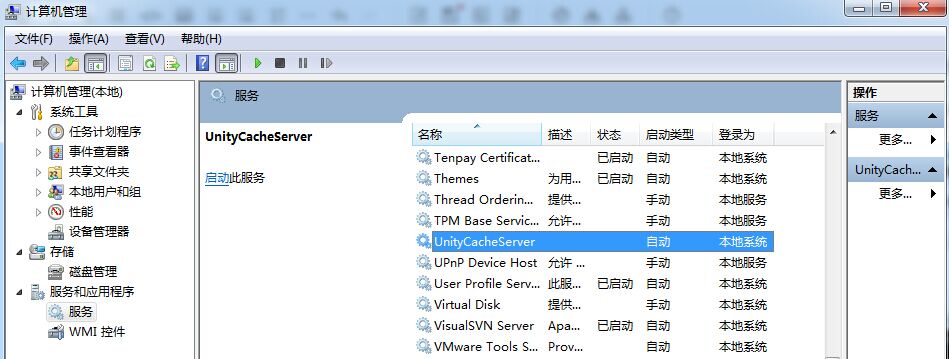 计算机管理
文件(F) 操作(A) 查看(V) 帮助(H)
计算机管理(本地)
系统工具
任务计划程序
事件查看器
共享文件夹
本地用户和组
性能
设备管理器
存储
磁盘管理
服务和应用程序
服务
WMI 控件
服务
UnityCacheServer
启动此服务
名称 描述 状态 启动类型 登录为
Tenpay Certificat... 已启动 自动 本地系统
Themes 为用... 已启动 自动 本地系统
Thread Orderin... 提供... 手动 本地服务
TPM Base Servic... 允许... 手动 本地服务
UnityCacheServer 自动 本地系统
UPnP Device Host 允许 ... 手动 本地服务
User Profile Serv... 此服... 已启动 自动 本地系统
Virtual Disk 提供... 手动 本地系统
VisualSVN Server Apa... 已启动 自动 本地系统
VMware Tools S... Prov... 自动 本地系统
操作
服务
更多...
UnityCach...
更多...